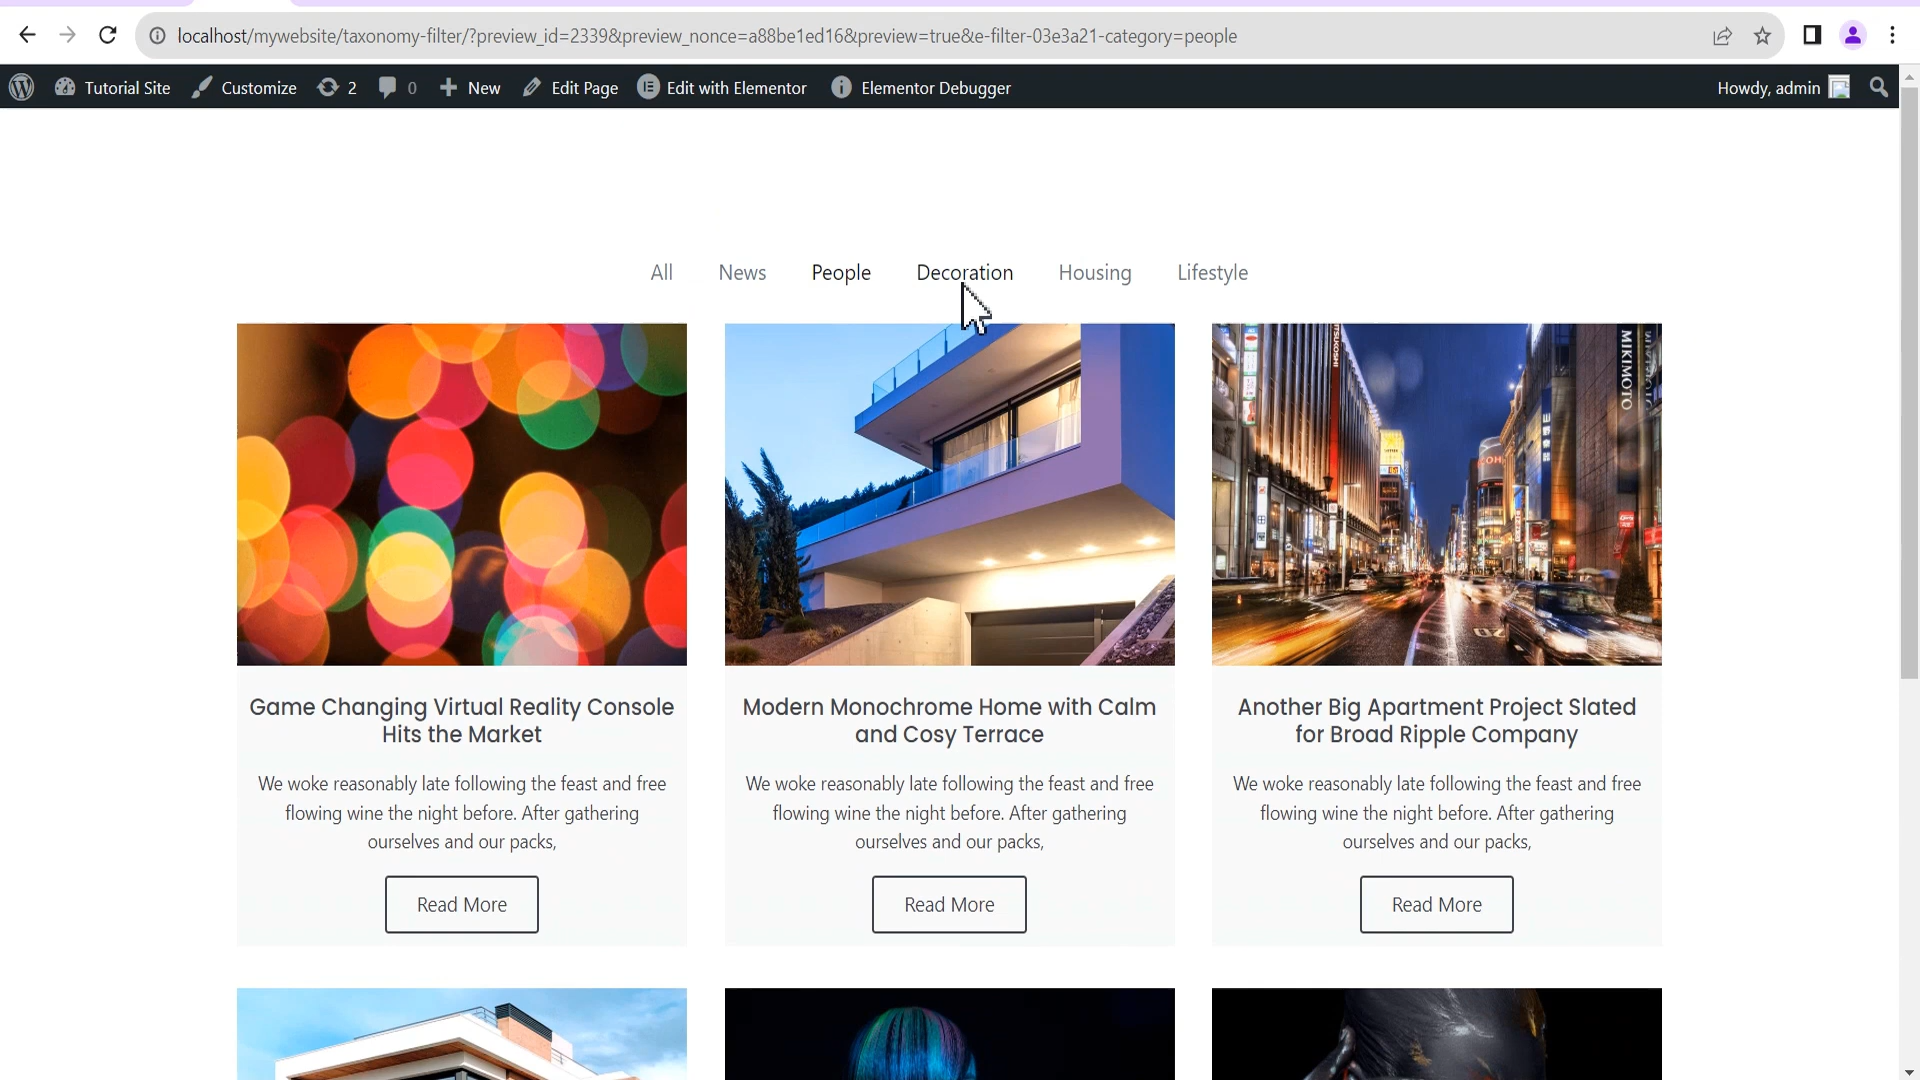 localhost/mywebsite/taxonomy-filter/?preview_id=2339&preview_nonce=a88be1ed16&preview=true&e-filter-03e3a21-category=people
Tutorial Site Customize 2 0 New Edit Page Edit with Elementor Elementor Debugger Howdy, admin
All News People Decoration Housing Lifestyle
MIKIMOTO
Game Changing Virtual Reality Console
Hits the Market
We woke reasonably late following the feast and free
flowing wine the night before. After gathering
ourselves and our packs,
Read More
Modern Monochrome Home with Calm
and Cosy Terrace
We woke reasonably late following the feast and free
flowing wine the night before. After gathering
ourselves and our packs,
Read More
Another Big Apartment Project Slated
for Broad Ripple Company
We woke reasonably late following the feast and free
flowing wine the night before. After gathering
ourselves and our packs,
Read More